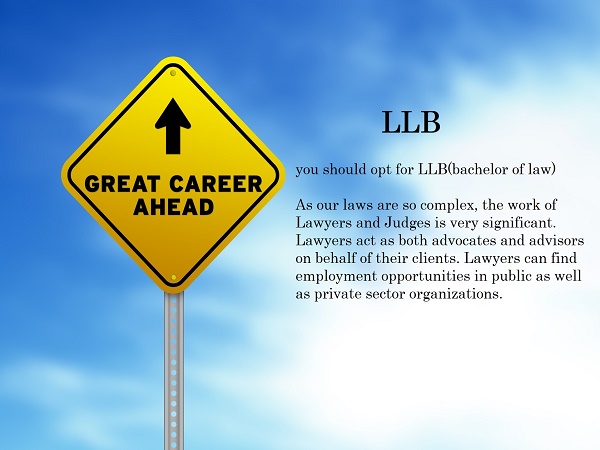 GREAT CAREER
AHEAD
LLB
you should opt for LLB(bachelor of law)
As our laws are so complex, the work of
Lawyers and Judges is very significant.
Lawyers act as both advocates and advisors
on behalf of their clients. Lawyers can find
employment opportunities in public as well
as private sector organizations.